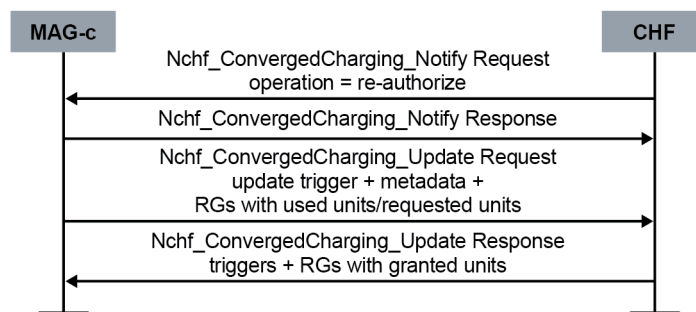 MAG-c
CHF
Nchf_ConvergedCharging_Notify Request
operation = re-authorize
Nchf_ConvergedCharging_Notify Response
Nchf_ConvergedCharging_Update Request
update trigger + metadata +
RGs with used units/requested units
Nchf_ConvergedCharging_Update Response
triggers + RGs with granted units